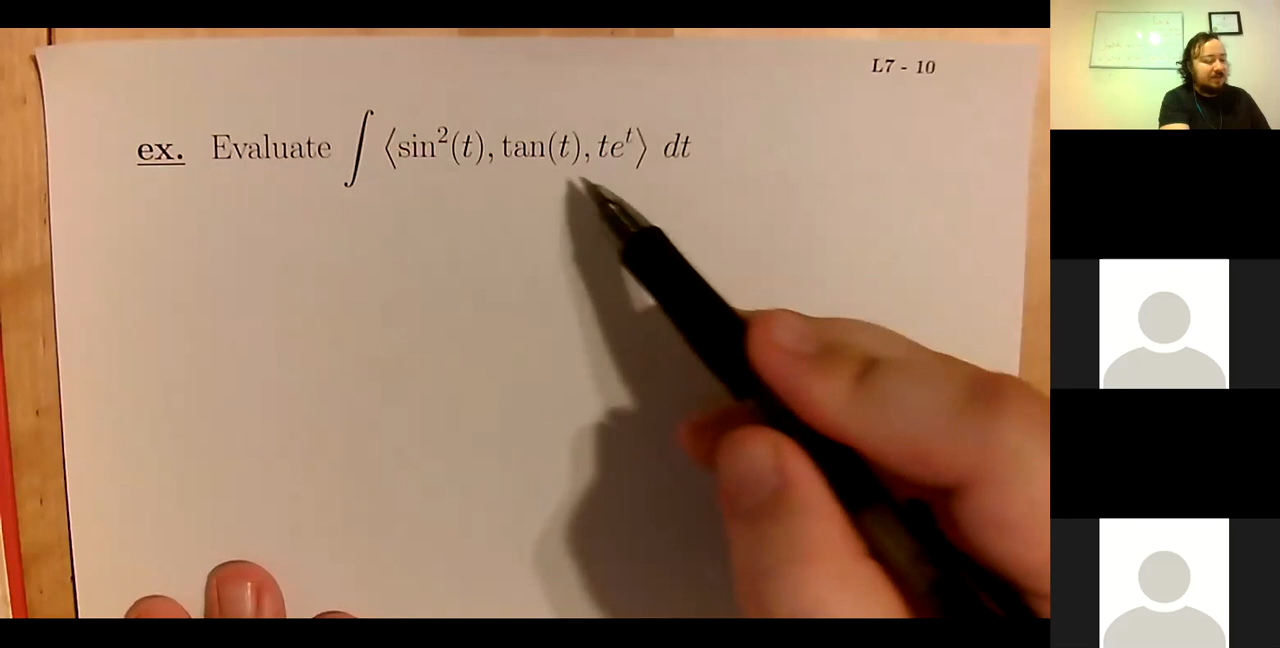 L7 - 10
ex. Evaluate ∫ ⟨sin²(t), tan(t), teᵗ⟩ dt